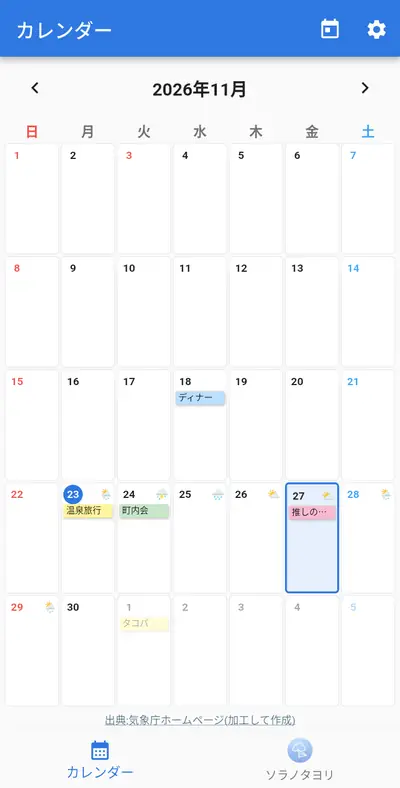 カレンダー
2026年11月
日 月 火 水 木 金 土
1 2 3 4 5 6 7
8 9 10 11 12 13 14
15 16 17 18 19 20 21
ディナー
22 23 24 25 26 27 28
温泉旅行 町内会 推しの…
29 30 1 2 3 4 5
タコパ
出典:気象庁ホームページ(加工して作成)
カレンダー ソラノタヨリ